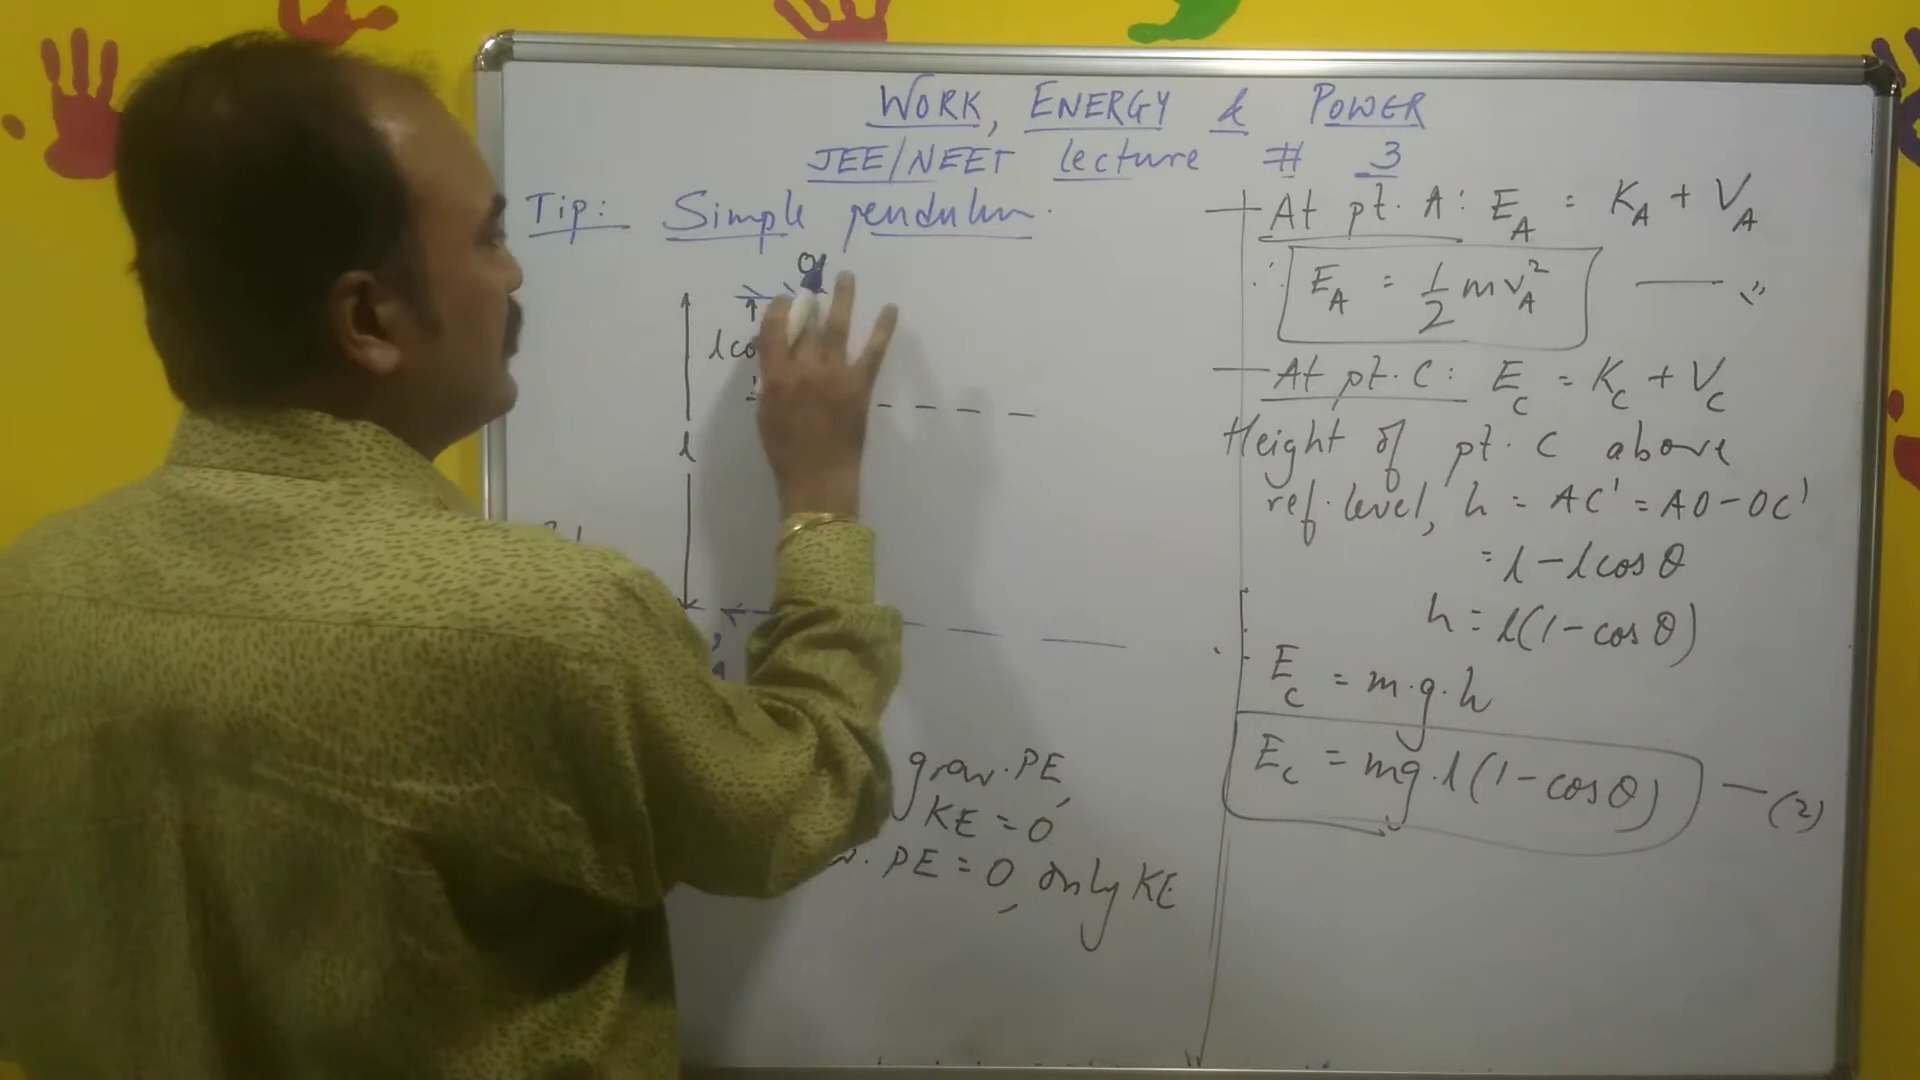 WORK, ENERGY & POWER
JEE/NEET Lecture # 3
Tip: Simple pendulum.
O
l
A
grav. PE,
KE = 0
PE = 0, only KE
At pt. A: E_A = K_A + V_A
∴ E_A = 1/2 mv_A^2
At pt. C: E_C = K_C + V_C
Height of pt. C above
ref. level, h = AC' = AO - OC'
= l - l cos θ
h = l(1 - cos θ)
E_C = m.g.h
E_C = mg.l(1 - cos θ) — (2)